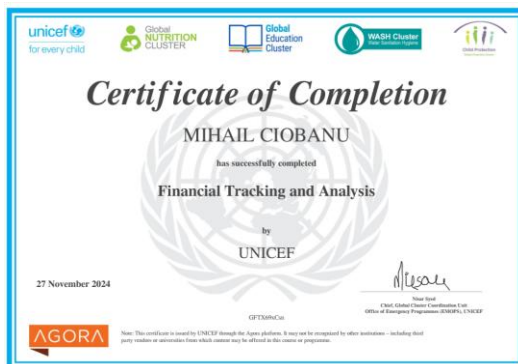 unicef
for every child
Global
NUTRITION
CLUSTER
Global
Education
Cluster
WASH Cluster
Water Sanitation Hygiene
Child Protection
Certificate of Completion
MIHAIL CIOBANU
has successfully completed
Financial Tracking and Analysis
by
UNICEF
27 November 2024
Nisar Syed
Chief, Global Cluster Coordination Unit
Office of Emergency Programmes (EMOPS), UNICEF
AGORA
Note: This certificate is issued by UNICEF through the Agora platform. It may not be recognized by other institutions – including third
party vendors or universities from which content may be offered in this course or programme.